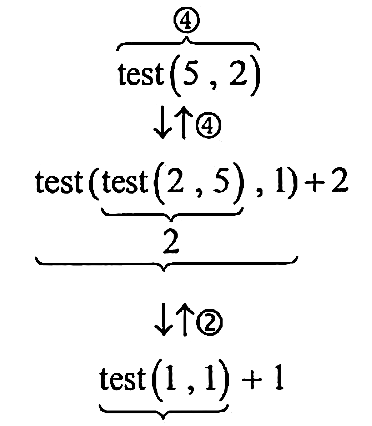 ④
test(5 , 2)
↓↑④
test(test(2 , 5) , 1)+2
2
↓↑②
test(1 , 1) + 1